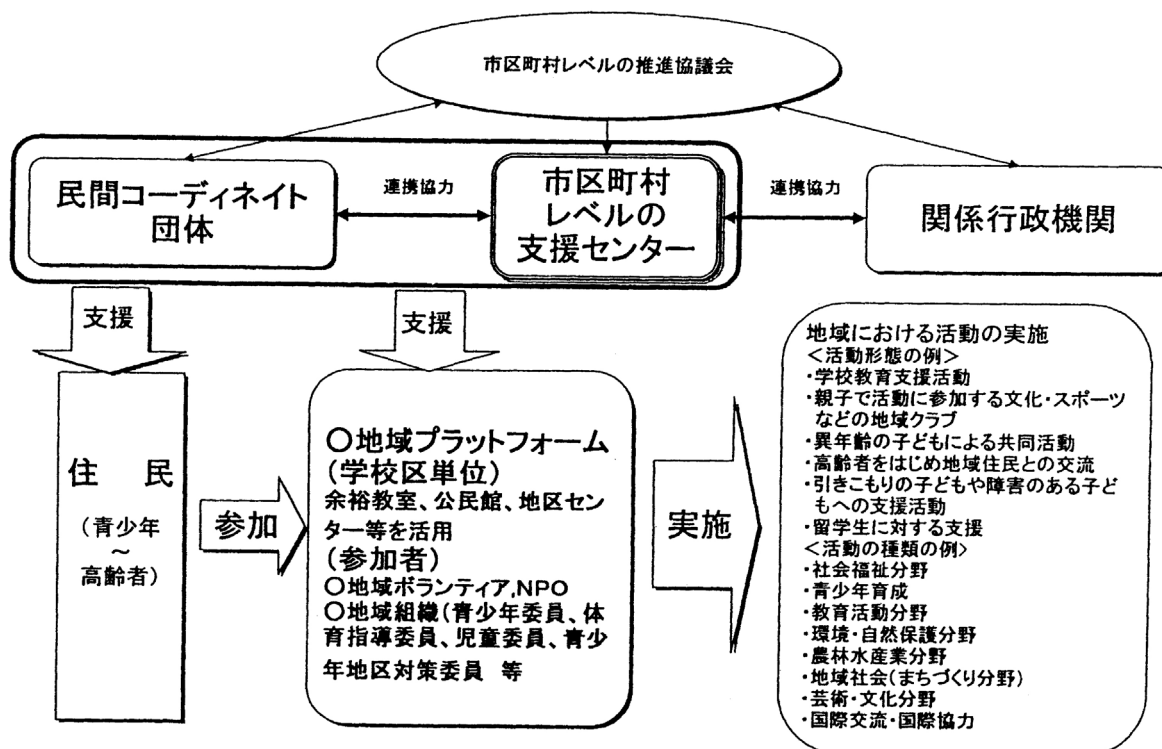 市区町村レベルの推進協議会
民間コーディネイト
団体
連携協力
市区町村
レベルの
支援センター
連携協力
関係行政機関
支援
支援
住 民
(青少年
~
高齢者)
参加
〇地域プラットフォーム
(学校区単位)
余裕教室、公民館、地区セン
ター等を活用
(参加者)
〇地域ボランティア,NPO
〇地域組織(青少年委員、体
育指導委員、児童委員、青少
年地区対策委員 等
実施
地域における活動の実施
<活動形態の例>
・学校教育支援活動
・親子で活動に参加する文化・スポーツ
などの地域クラブ
・異年齢の子どもによる共同活動
・高齢者をはじめ地域住民との交流
・引きこもりの子どもや障害のある子ど
もへの支援活動
・留学生に対する支援
<活動の種類の例>
・社会福祉分野
・青少年育成
・教育活動分野
・環境・自然保護分野
・農林水産業分野
・地域社会(まちづくり分野)
・芸術・文化分野
・国際交流・国際協力